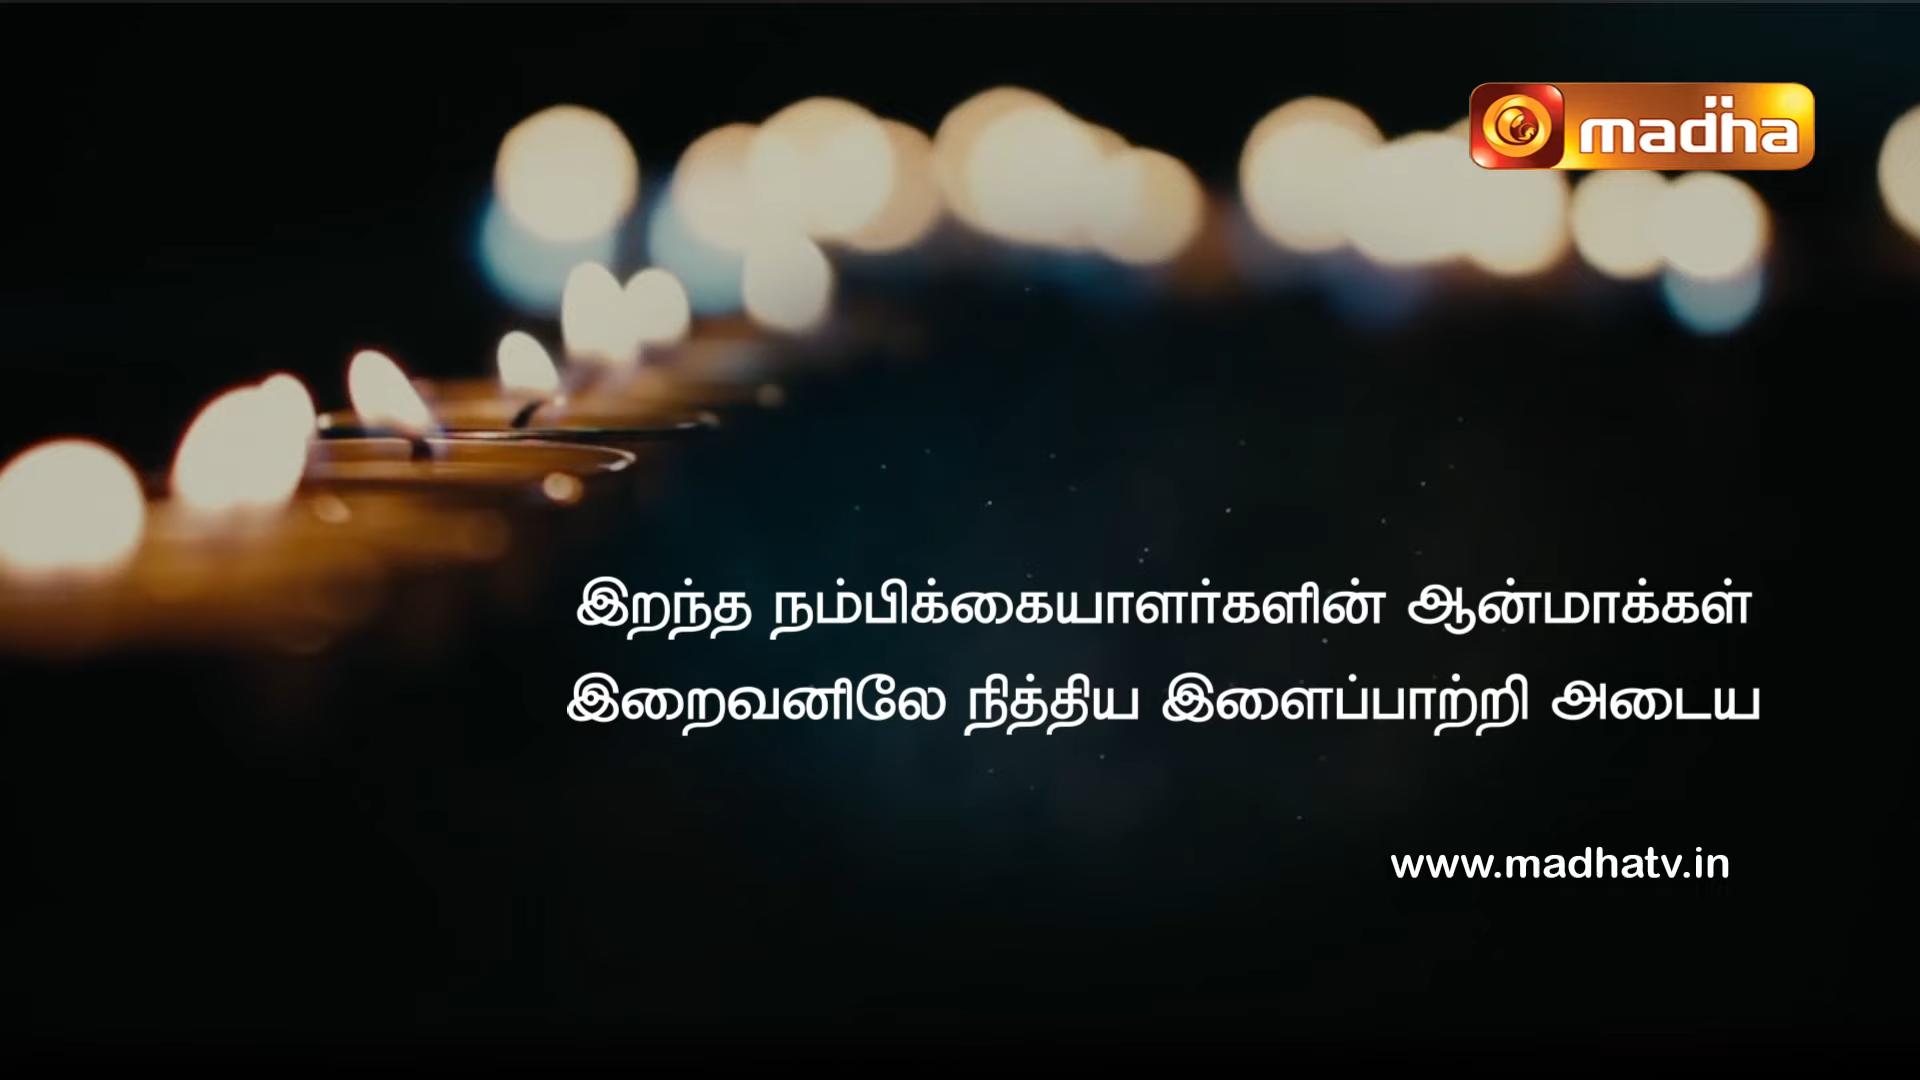 madha
இறந்த நம்பிக்கையாளர்களின் ஆன்மாக்கள்
இறைவனிலே நித்திய இளைப்பாற்றி அடைய
www.madhatv.in